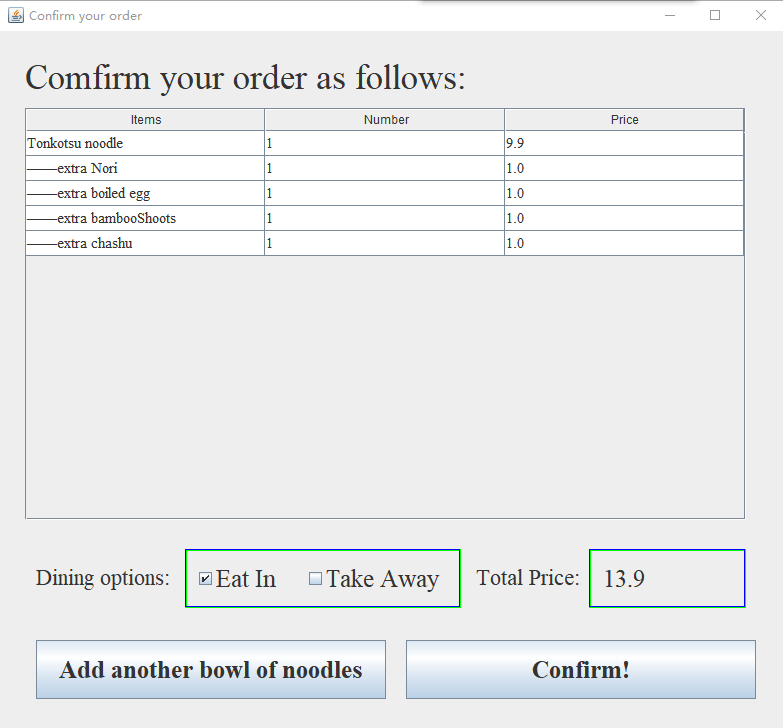 Confirm your order
Comfirm your order as follows:
Items Number Price
Tonkotsu noodle 1 9.9
——extra Nori 1 1.0
——extra boiled egg 1 1.0
——extra bambooShoots 1 1.0
——extra chashu 1 1.0
Dining options: Eat In Take Away Total Price: 13.9
Add another bowl of noodles Confirm!